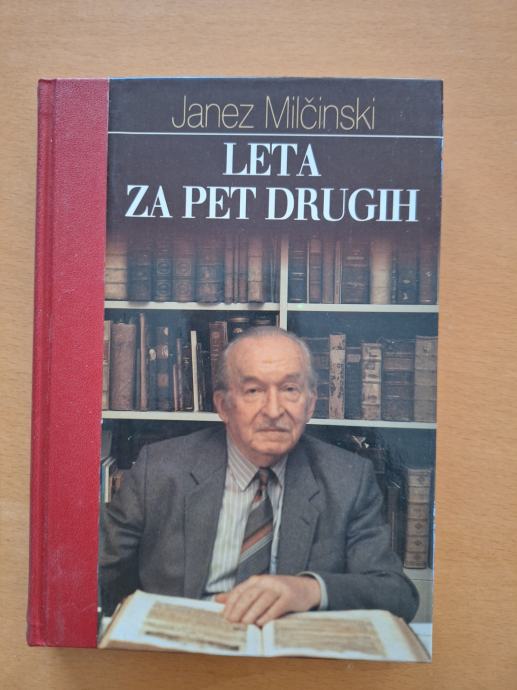 Janez Milčinski
LETA
ZA PET DRUGIH